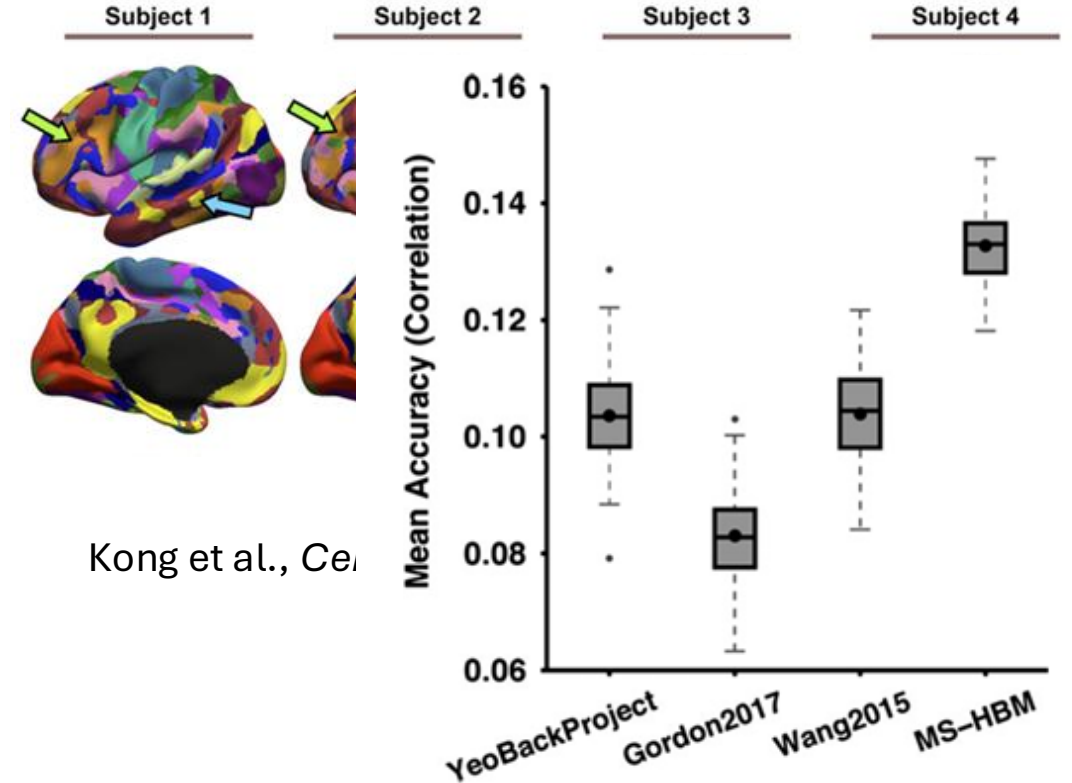 Subject 1
Subject 2
Subject 3
Subject 4
Kong et al.,
Mean Accuracy (Correlation)
0.16
0.14
0.12
0.10
0.08
0.06
YeoBackProject
Gordon2017
Wang2015
MS–HBM